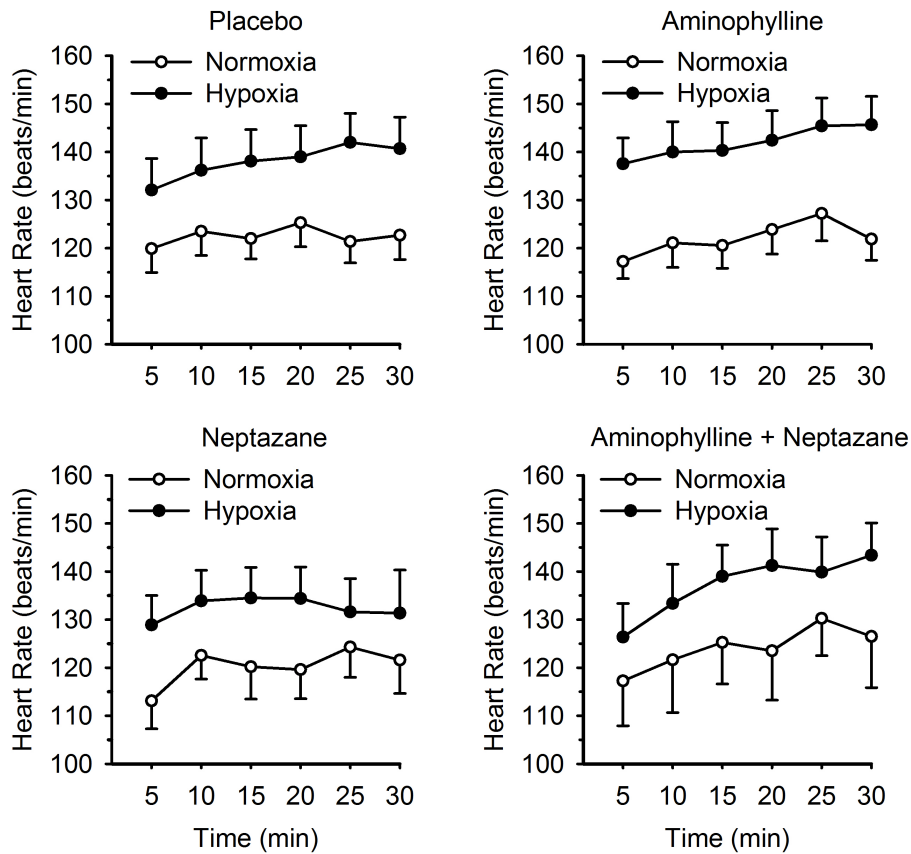 Placebo
Heart Rate (beats/min)
160
150
140
130
120
110
100
Normoxia
Hypoxia
5 10 15 20 25 30
Aminophylline
Heart Rate (beats/min)
160
150
140
130
120
110
100
Normoxia
Hypoxia
5 10 15 20 25 30
Neptazane
Heart Rate (beats/min)
160
150
140
130
120
110
100
Normoxia
Hypoxia
5 10 15 20 25 30
Time (min)
Aminophylline + Neptazane
Heart Rate (beats/min)
160
150
140
130
120
110
100
Normoxia
Hypoxia
5 10 15 20 25 30
Time (min)